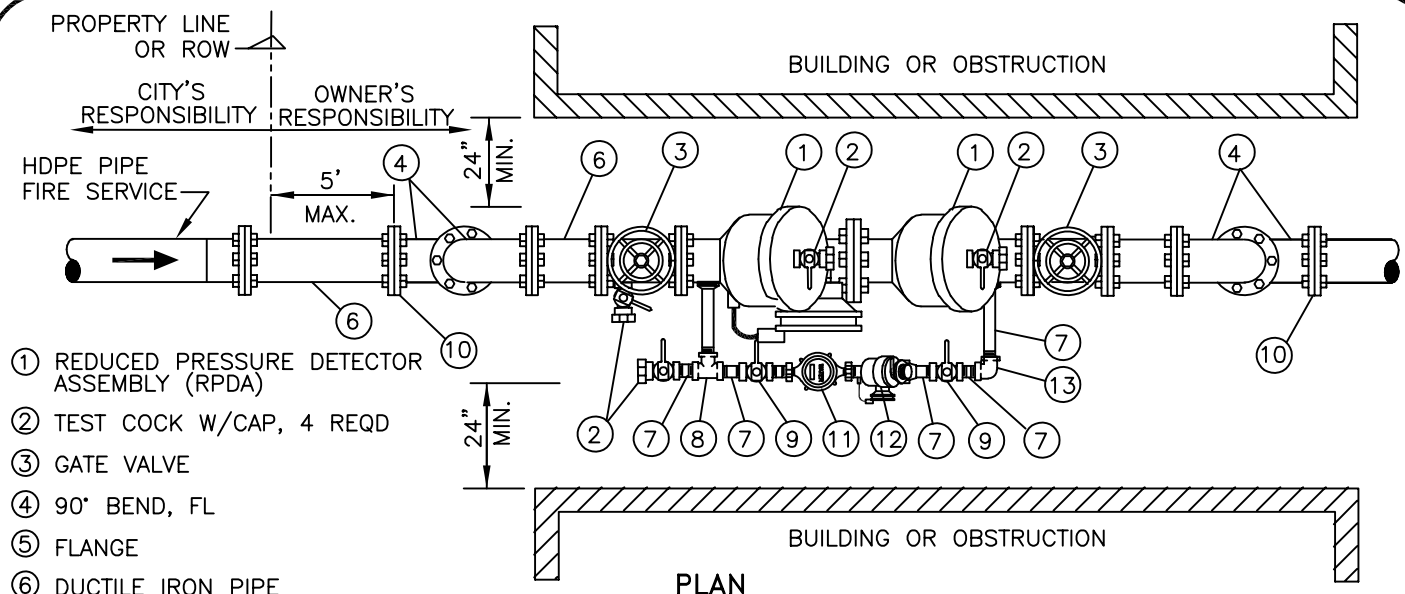 PROPERTY LINE
OR ROW
BUILDING OR OBSTRUCTION
CITY'S
RESPONSIBILITY
OWNER'S
RESPONSIBILITY
HDPE PIPE
FIRE SERVICE
5'
MAX.
24"
MIN.
4
6
3
1
2
1
2
3
4
6
10
7
10
13
2
7
8
7
9
11
12
7
9
7
24"
MIN.
1 REDUCED PRESSURE DETECTOR
ASSEMBLY (RPDA)
2 TEST COCK W/CAP, 4 REQD
3 GATE VALVE
4 90° BEND, FL
5 FLANGE
6 DUCTILE IRON PIPE
BUILDING OR OBSTRUCTION
PLAN